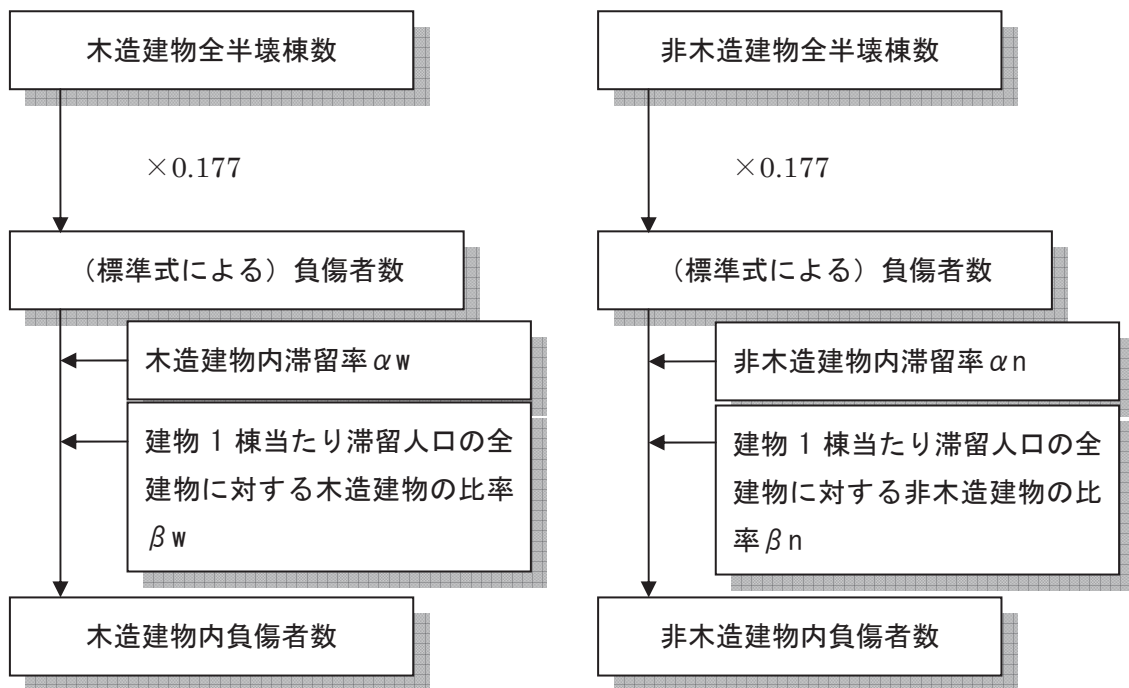 木造建物全半壊棟数
×0.177
（標準式による）負傷者数
木造建物内滞留率αw
建物1棟当たり滞留人口の全
建物に対する木造建物の比率
βw
木造建物内負傷者数
非木造建物全半壊棟数
×0.177
（標準式による）負傷者数
非木造建物内滞留率αn
建物1棟当たり滞留人口の全
建物に対する非木造建物の比
率βn
非木造建物内負傷者数